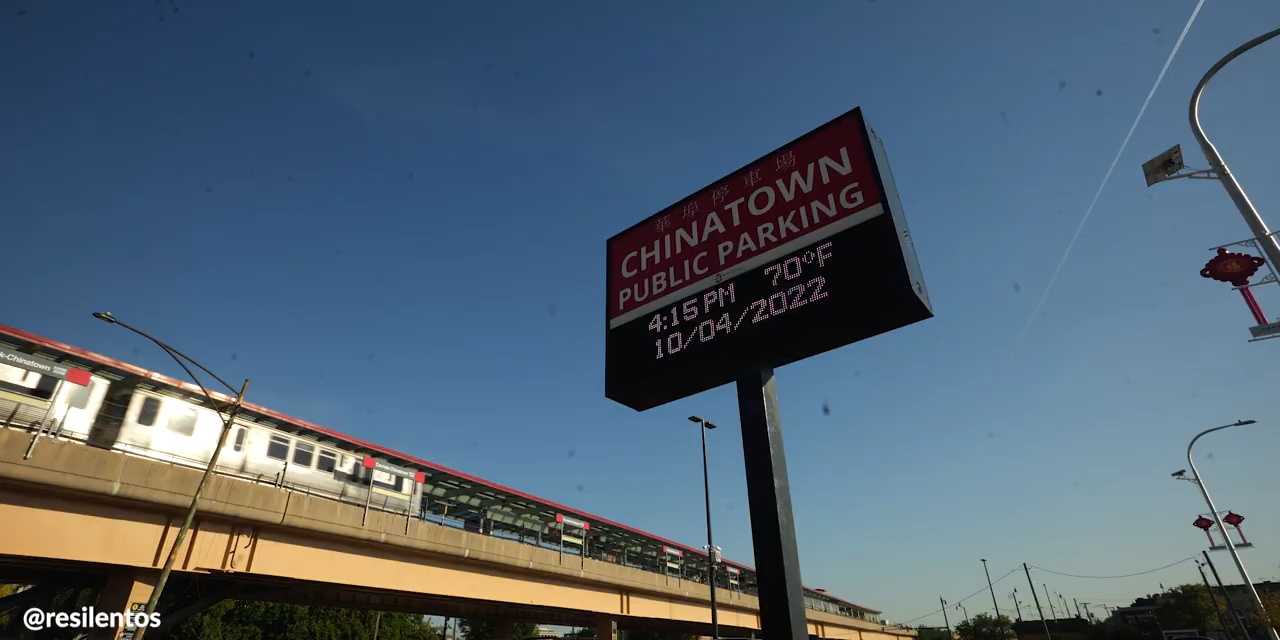 華埠停車場
CHINATOWN
PUBLIC PARKING
4:15 PM 70°F
10/04/2022
k-Chinatown
@resilentos